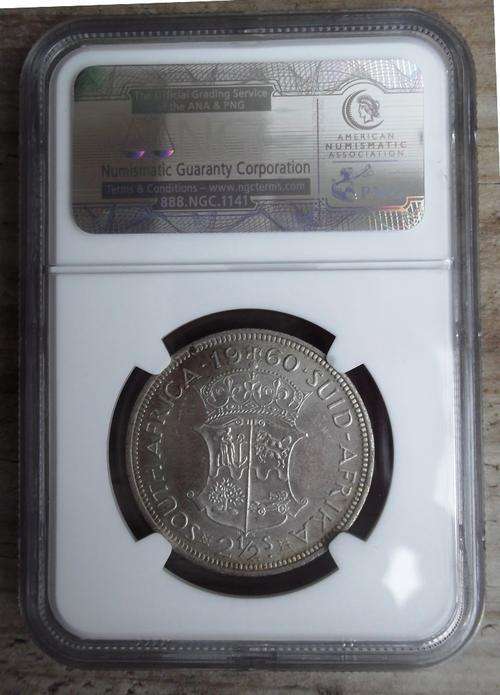 The Official Grading Service
of the ANA & PNG
Numismatic Guaranty Corporation
Terms & Conditions – www.ngcterms.com
888.NGC.1141
AMERICAN
NUMISMATIC
ASSOCIATION
SOUTH AFRICA · 1960 · SUID-AFRIKA
2½S